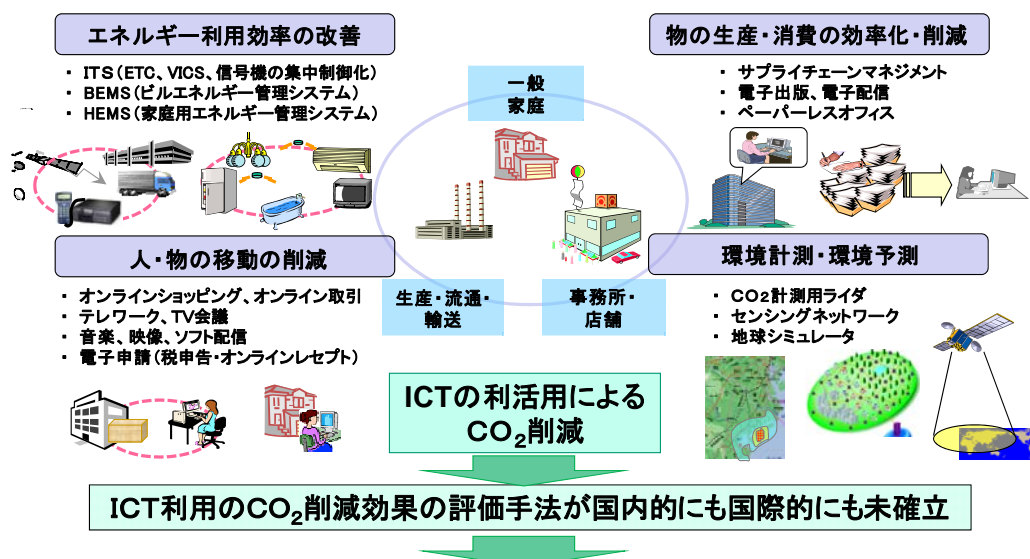 エネルギー利用効率の改善
・ ITS（ETC、VICS、信号機の集中制御化）
・ BEMS（ビルエネルギー管理システム）
・ HEMS（家庭用エネルギー管理システム）
物の生産・消費の効率化・削減
・ サプライチェーンマネジメント
・ 電子出版、電子配信
・ ペーパーレスオフィス
一般
家庭
人・物の移動の削減
・ オンラインショッピング、オンライン取引
・ テレワーク、TV会議
・ 音楽、映像、ソフト配信
・ 電子申請（税申告・オンラインレセプト）
生産・流通・
輸送
事務所・
店舗
環境計測・環境予測
・ CO2計測用ライダ
・ センシングネットワーク
・ 地球シミュレータ
ICTの利活用による
CO₂削減
ICT利用のCO₂削減効果の評価手法が国内的にも国際的にも未確立